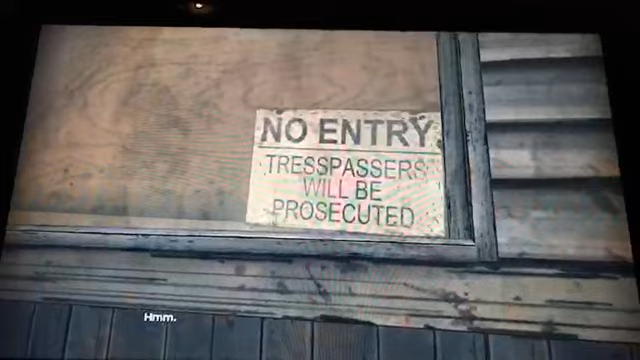 NO ENTRY
TRESSPASSERS
WILL BE
PROSECUTED
Hmm.